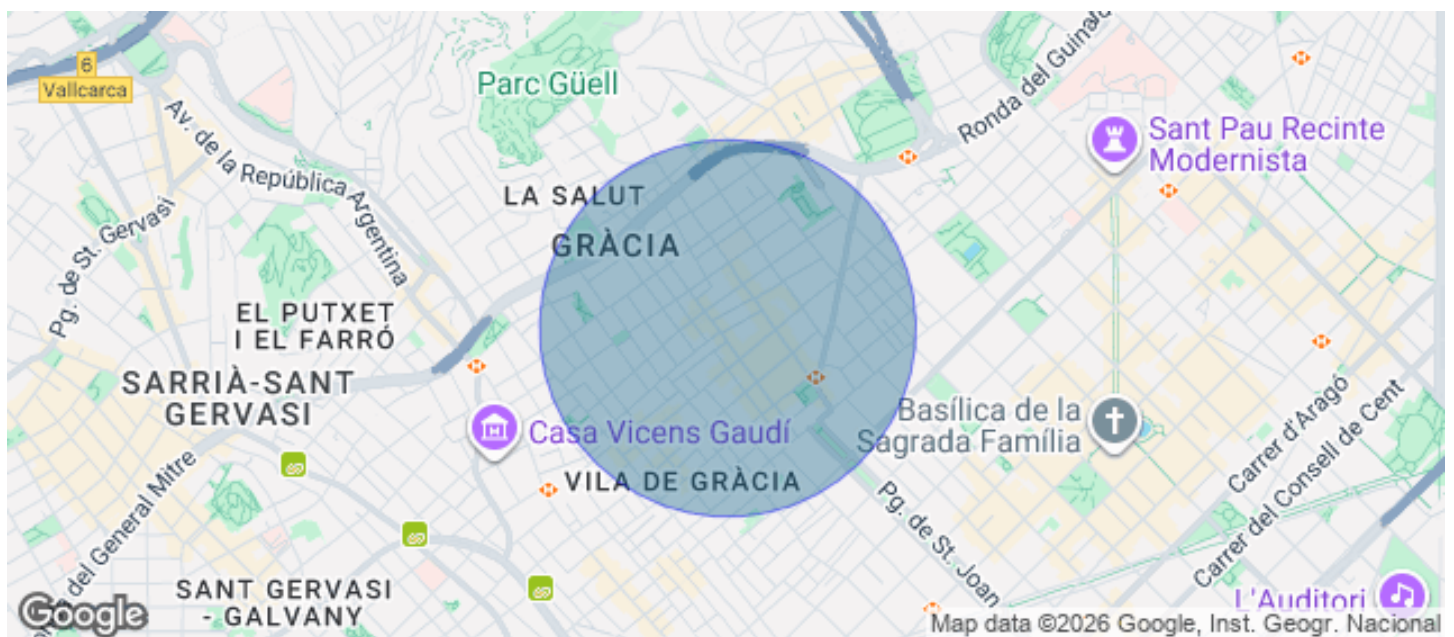 6
Vallcarca
Parc Güell
Ronda del Guinardó
Sant Pau Recinte
Modernista
Av. de la República Argentina
LA SALUT
GRÀCIA
Pg. de St. Gervasi
EL PUTXET
I EL FARRÓ
SARRIÀ-SANT
GERVASI
Basílica de la
Sagrada Família
Casa Vicens Gaudí
VILA DE GRÀCIA
Carrer d'Aragó
Carrer del Consell de Cent
Pg. de St. Joan
del General Mitre
SANT GERVASI
- GALVANY
L'Auditori
Google
Map data ©2026 Google, Inst. Geogr. Nacional